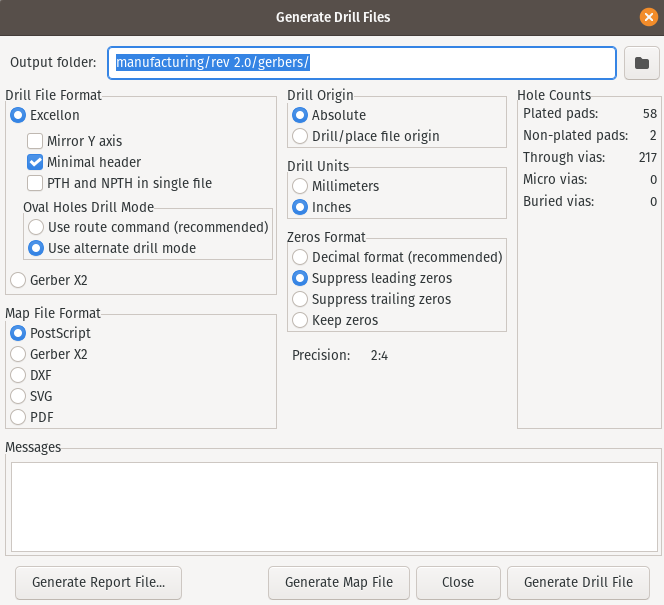 Generate Drill Files
Output folder: manufacturing/rev 2.0/gerbers/
Drill File Format
Excellon
Mirror Y axis
Minimal header
PTH and NPTH in single file
Oval Holes Drill Mode
Use route command (recommended)
Use alternate drill mode
Gerber X2
Map File Format
PostScript
Gerber X2
DXF
SVG
PDF
Drill Origin
Absolute
Drill/place file origin
Drill Units
Millimeters
Inches
Zeros Format
Decimal format (recommended)
Suppress leading zeros
Suppress trailing zeros
Keep zeros
Precision: 2:4
Hole Counts
Plated pads: 58
Non-plated pads: 2
Through vias: 217
Micro vias: 0
Buried vias: 0
Messages
Generate Report File... Generate Map File Close Generate Drill File